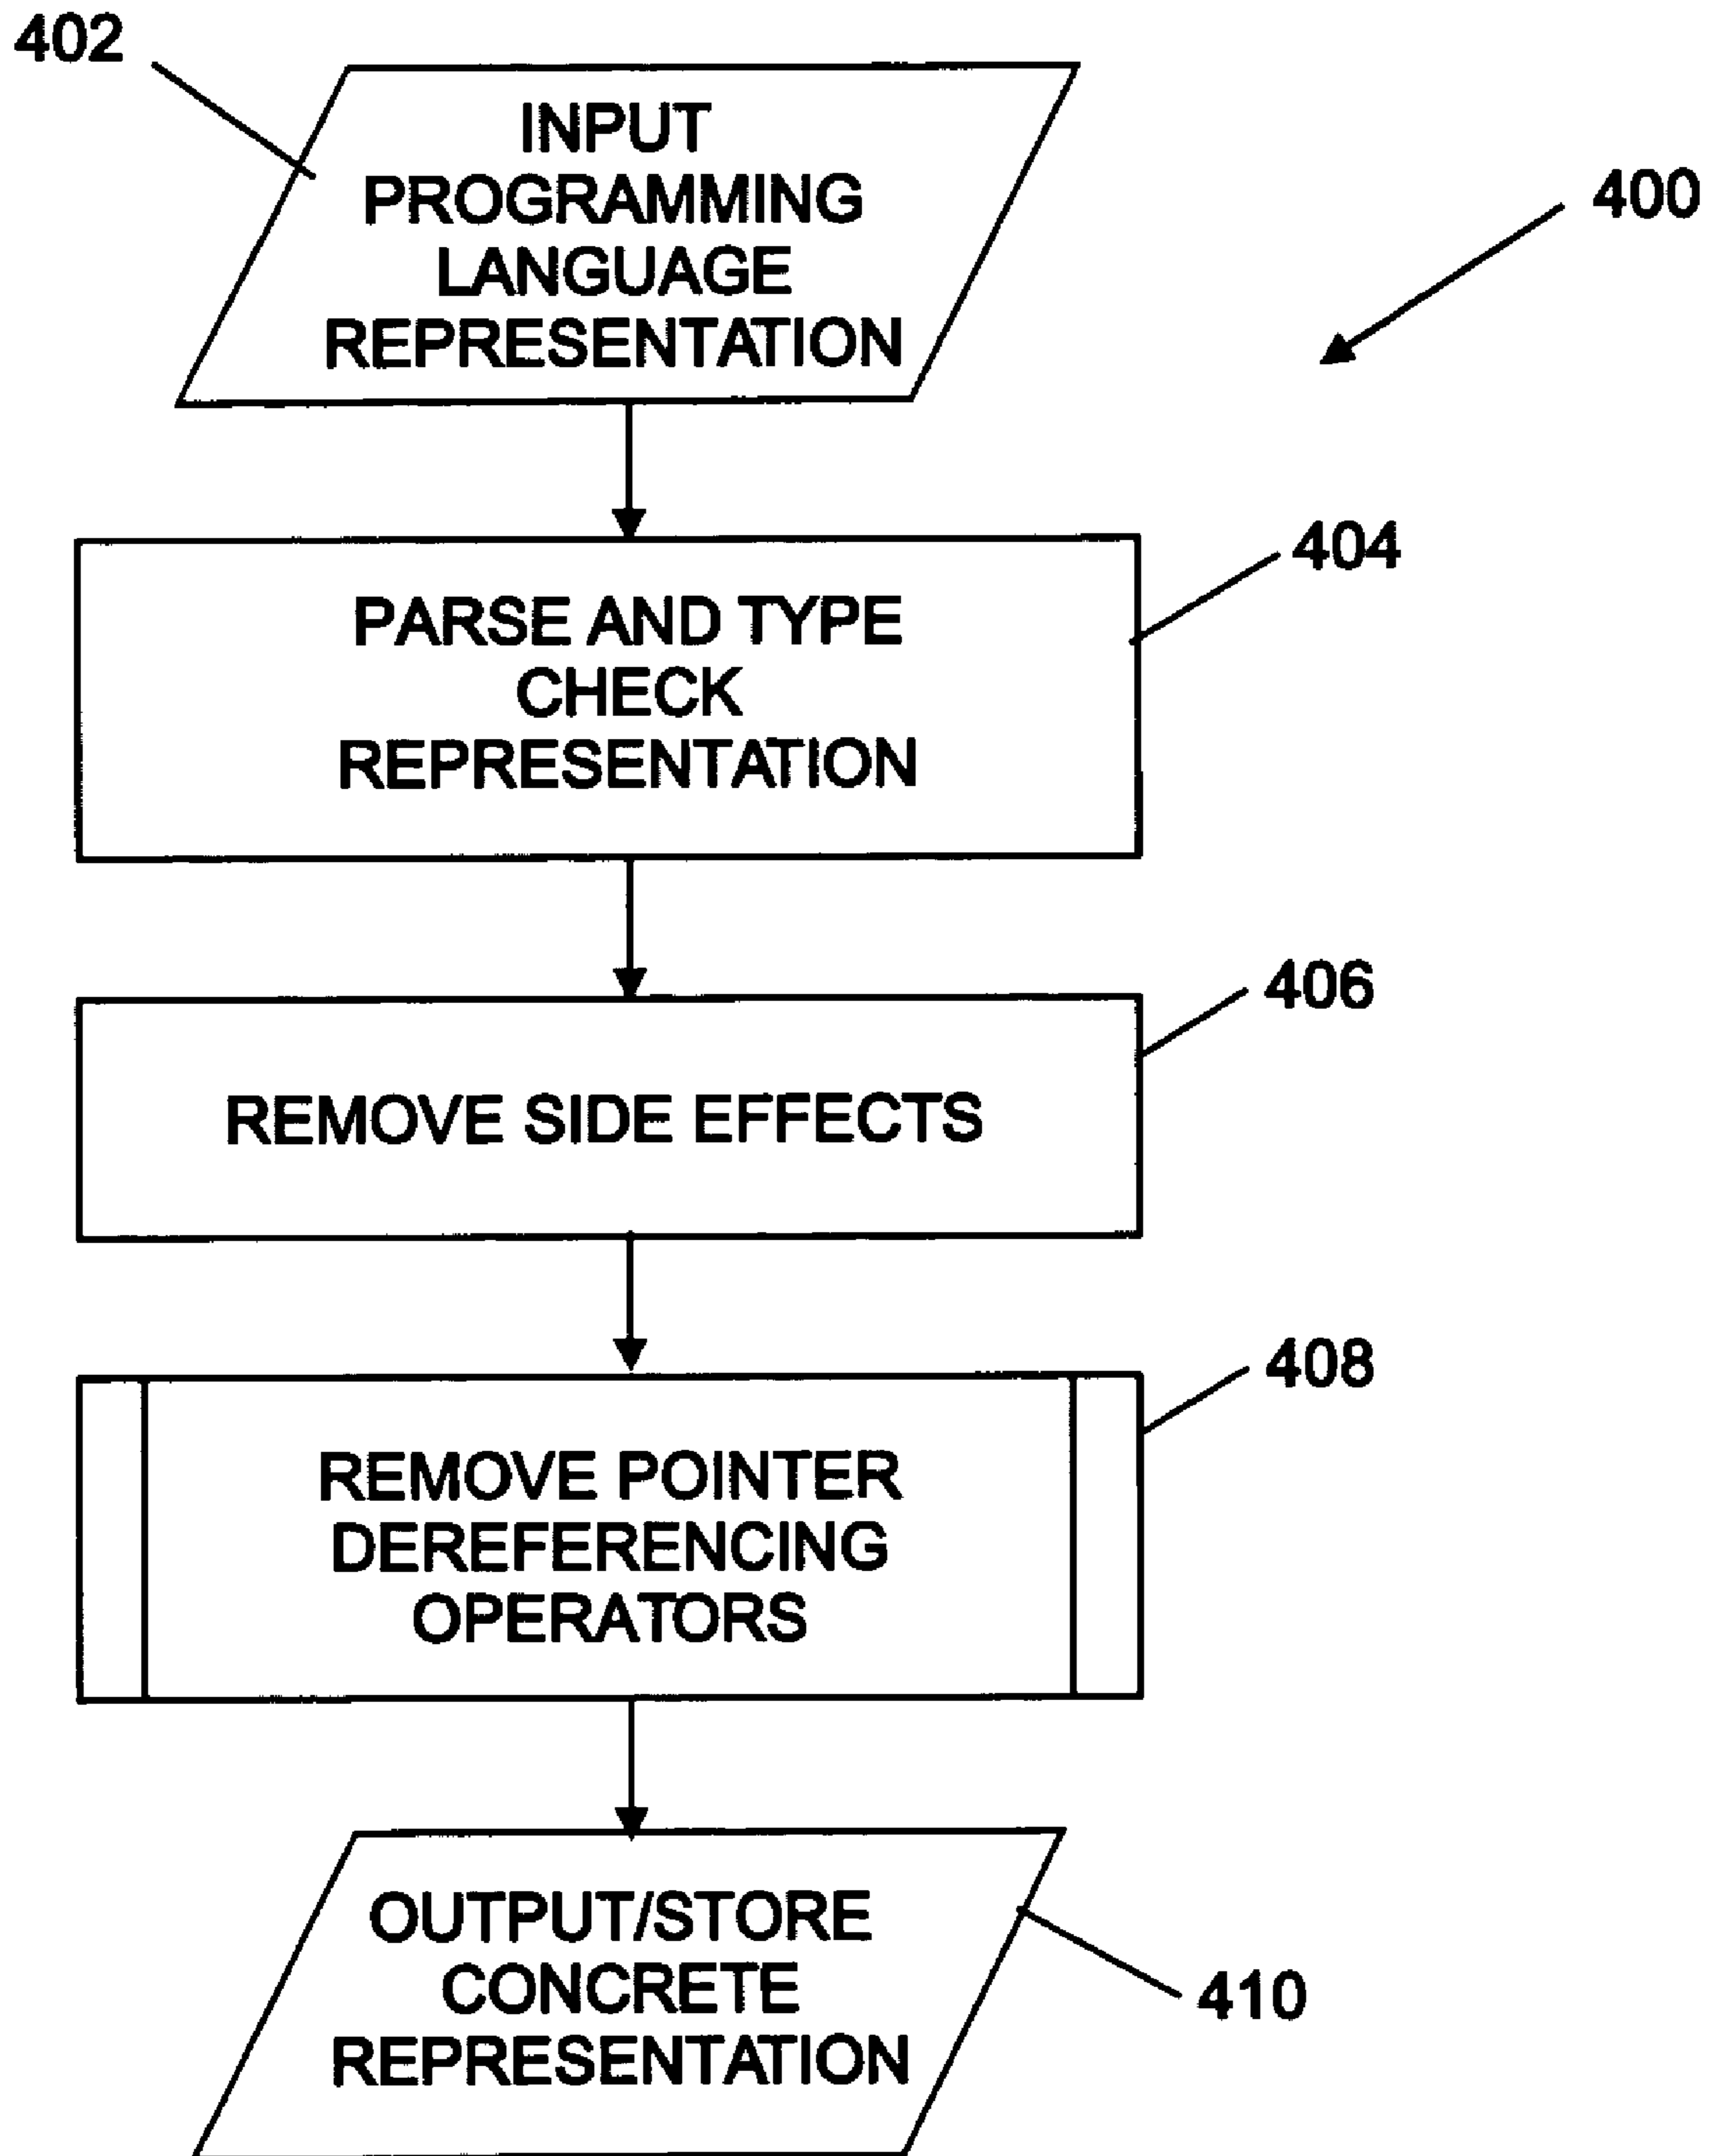 402
INPUT
PROGRAMMING
LANGUAGE
REPRESENTATION
400
404
PARSE AND TYPE
CHECK
REPRESENTATION
406
REMOVE SIDE EFFECTS
408
REMOVE POINTER
DEREFERENCING
OPERATORS
OUTPUT/STORE
CONCRETE
REPRESENTATION
410